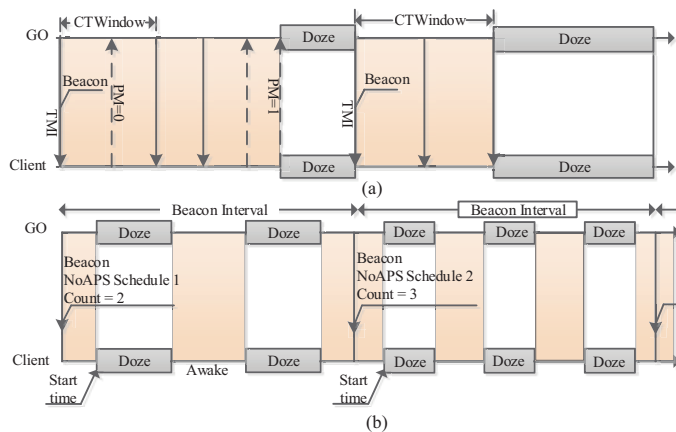 CTWindow
CTWindow
GO
Doze
Doze
Beacon
PM=0
PM=1
TMI
Beacon
TMI
Client
Doze
Doze
(a)
Beacon Interval
Beacon Interval
GO
Doze
Doze
Doze
Doze
Doze
Beacon
NoAPS Schedule 1
Count = 2
Beacon
NoAPS Schedule 2
Count = 3
Client
Doze
Doze
Doze
Doze
Doze
Awake
Start
time
Start
time
(b)